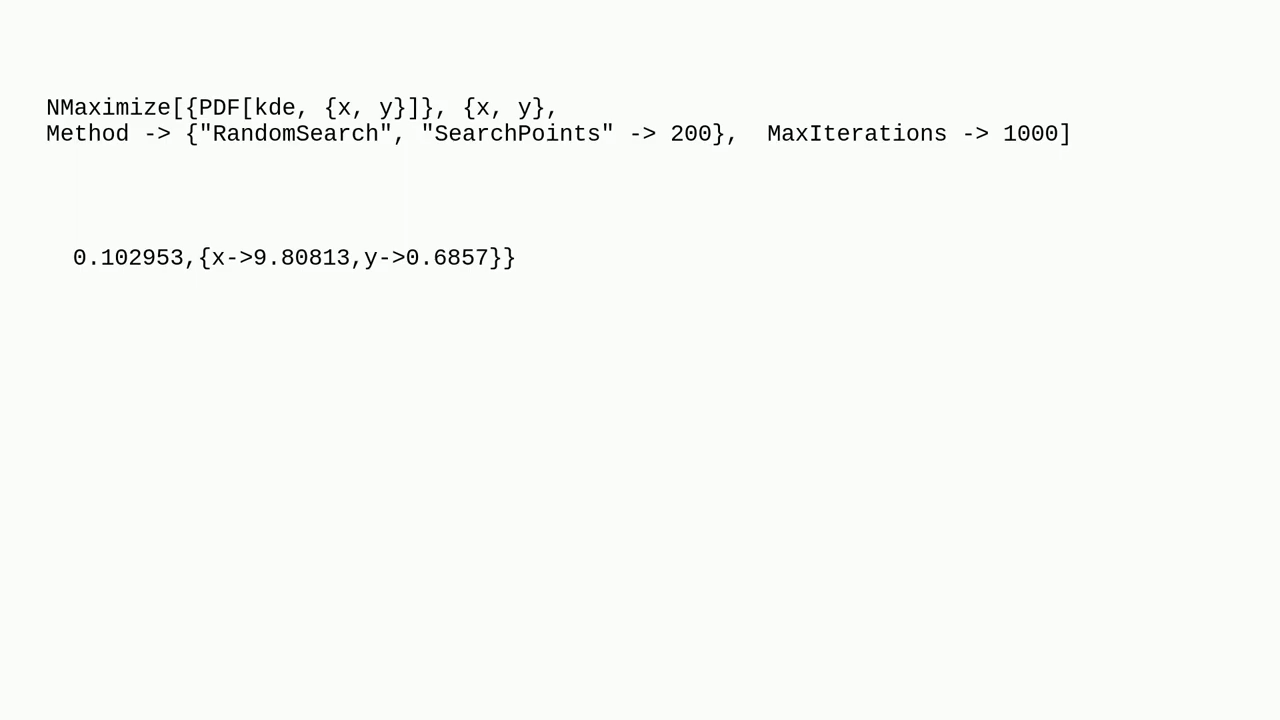 NMaximize[{PDF[kde, {x, y}]}, {x, y},
Method -> {"RandomSearch", "SearchPoints" -> 200},  MaxIterations -> 1000]
0.102953,{x->9.80813,y->0.6857}}